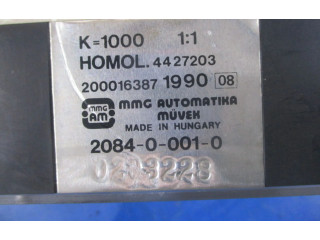 K=1000 1:1
HOMOL. 4427203
200016387 1990 08
MMG AM MMG AUTOMATIKA
MŰVEK
MADE IN HUNGARY
2084-0-001-0